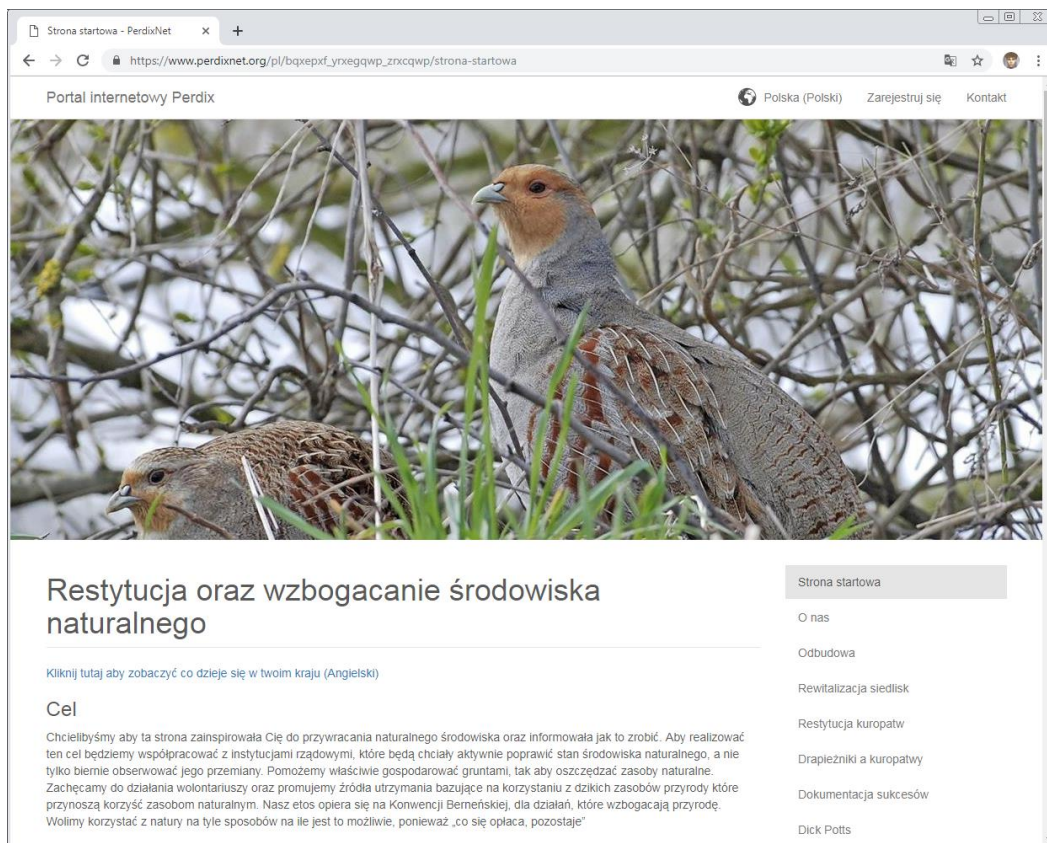 Strona startowa - PerdixNet
https://www.perdixnet.org/pl/bqxepxf_yrxegqwp_zrxcqwp/strona-startowa
Portal internetowy Perdix
Polska (Polski) Zarejestruj się Kontakt
Restytucja oraz wzbogacanie środowiska
naturalnego
Kliknij tutaj aby zobaczyć co dzieje się w twoim kraju (Angielski)
Cel
Chcielibyśmy aby ta strona zainspirowała Cię do przywracania naturalnego środowiska oraz informowała jak to zrobić. Aby realizować
ten cel będziemy współpracować z instytucjami rządowymi, które będą chciały aktywnie poprawić stan środowiska naturalnego, a nie
tylko biernie obserwować jego przemiany. Pomożemy właściwie gospodarować gruntami, tak aby oszczędzać zasoby naturalne.
Zachęcamy do działania wolontariuszy oraz promujemy źródła utrzymania bazujące na korzystaniu z dzikich zasobów przyrody które
przynoszą korzyść zasobom naturalnym. Nasz etos opiera się na Konwencji Berneńskiej, dla działań, które wzbogacają przyrodę.
Wolimy korzystać z natury na tyle sposobów na ile jest to możliwie, ponieważ „co się opłaca, pozostaje”
Strona startowa
O nas
Odbudowa
Rewitalizacja siedlisk
Restytucja kuropatw
Drapieżniki a kuropatwy
Dokumentacja sukcesów
Dick Potts